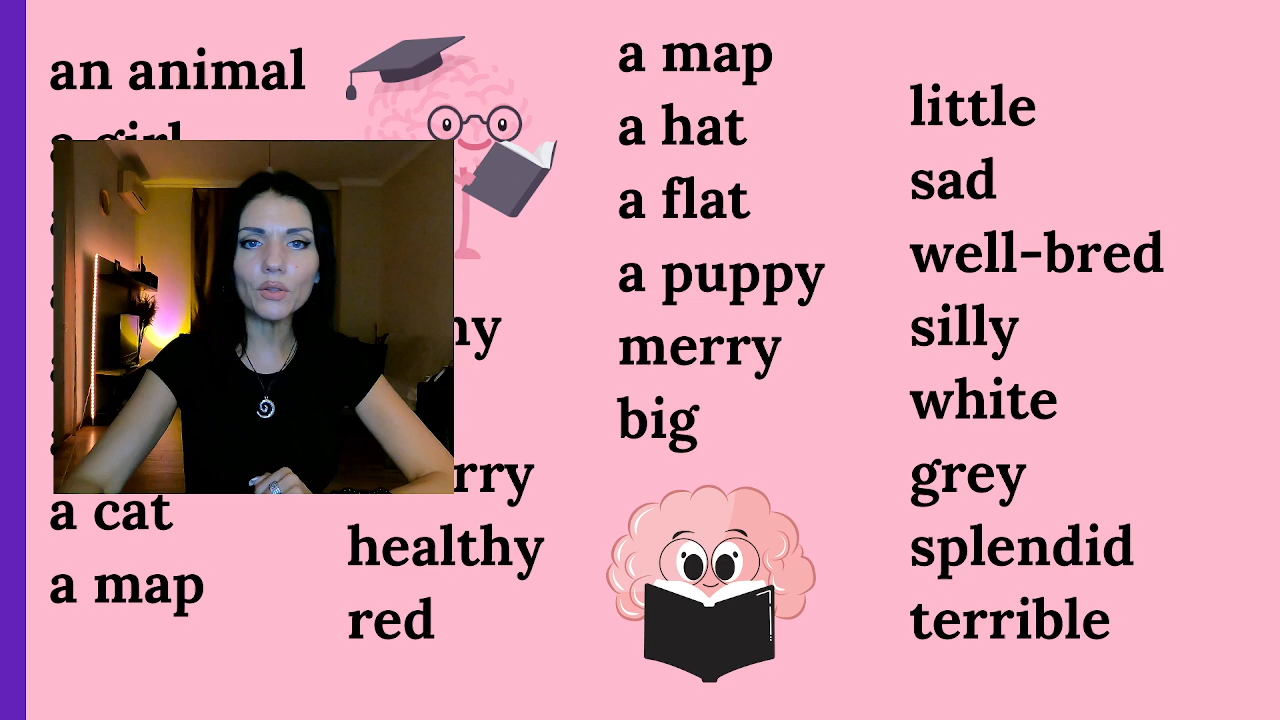 an animal
a girl
a cat
a map
healthy
red
a map
a hat
a flat
a puppy
merry
big
little
sad
well-bred
silly
white
grey
splendid
terrible